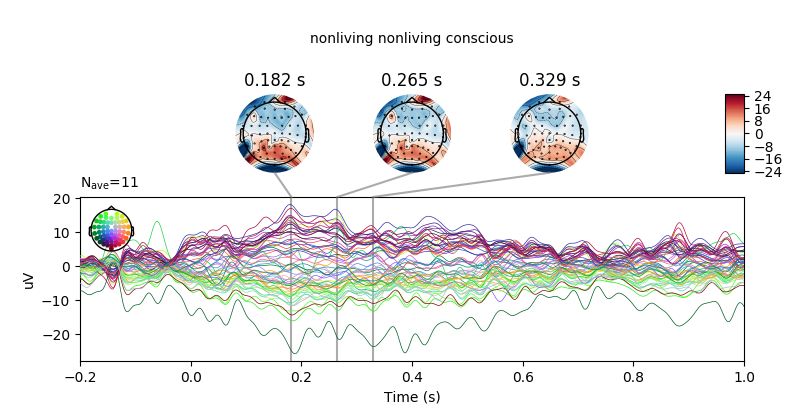 nonliving nonliving conscious
0.182 s 0.265 s 0.329 s
24
16
8
0
−8
−16
−24
Nave=11
20
10
0
−10
−20
uV
−0.2 0.0 0.2 0.4 0.6 0.8 1.0
Time (s)